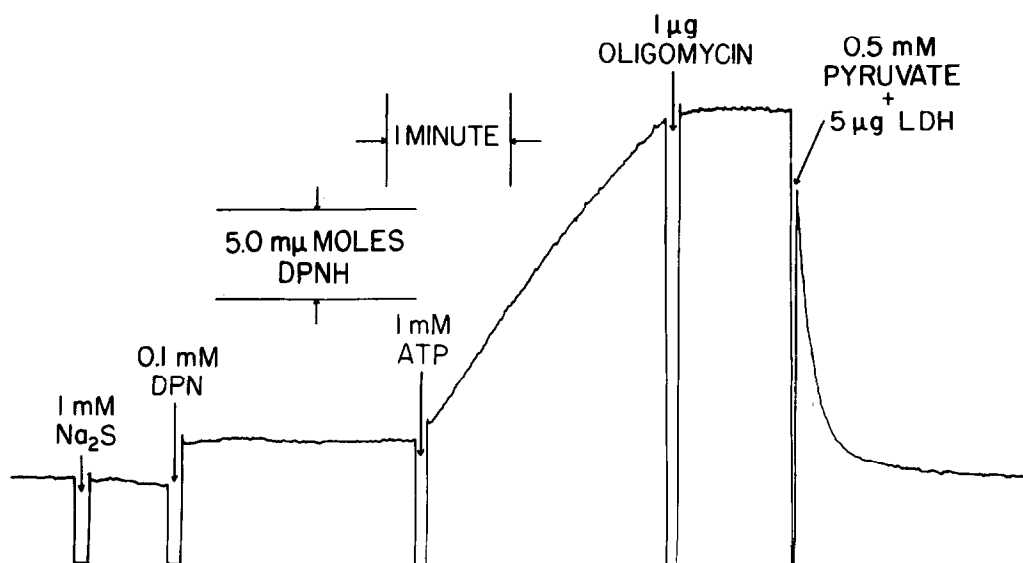 1 mM
Na₂S
0.1 mM
DPN
5.0 mμ MOLES
DPNH
1 MINUTE
1 mM
ATP
1 μg
OLIGOMYCIN
0.5 mM
PYRUVATE
+
5 μg LDH